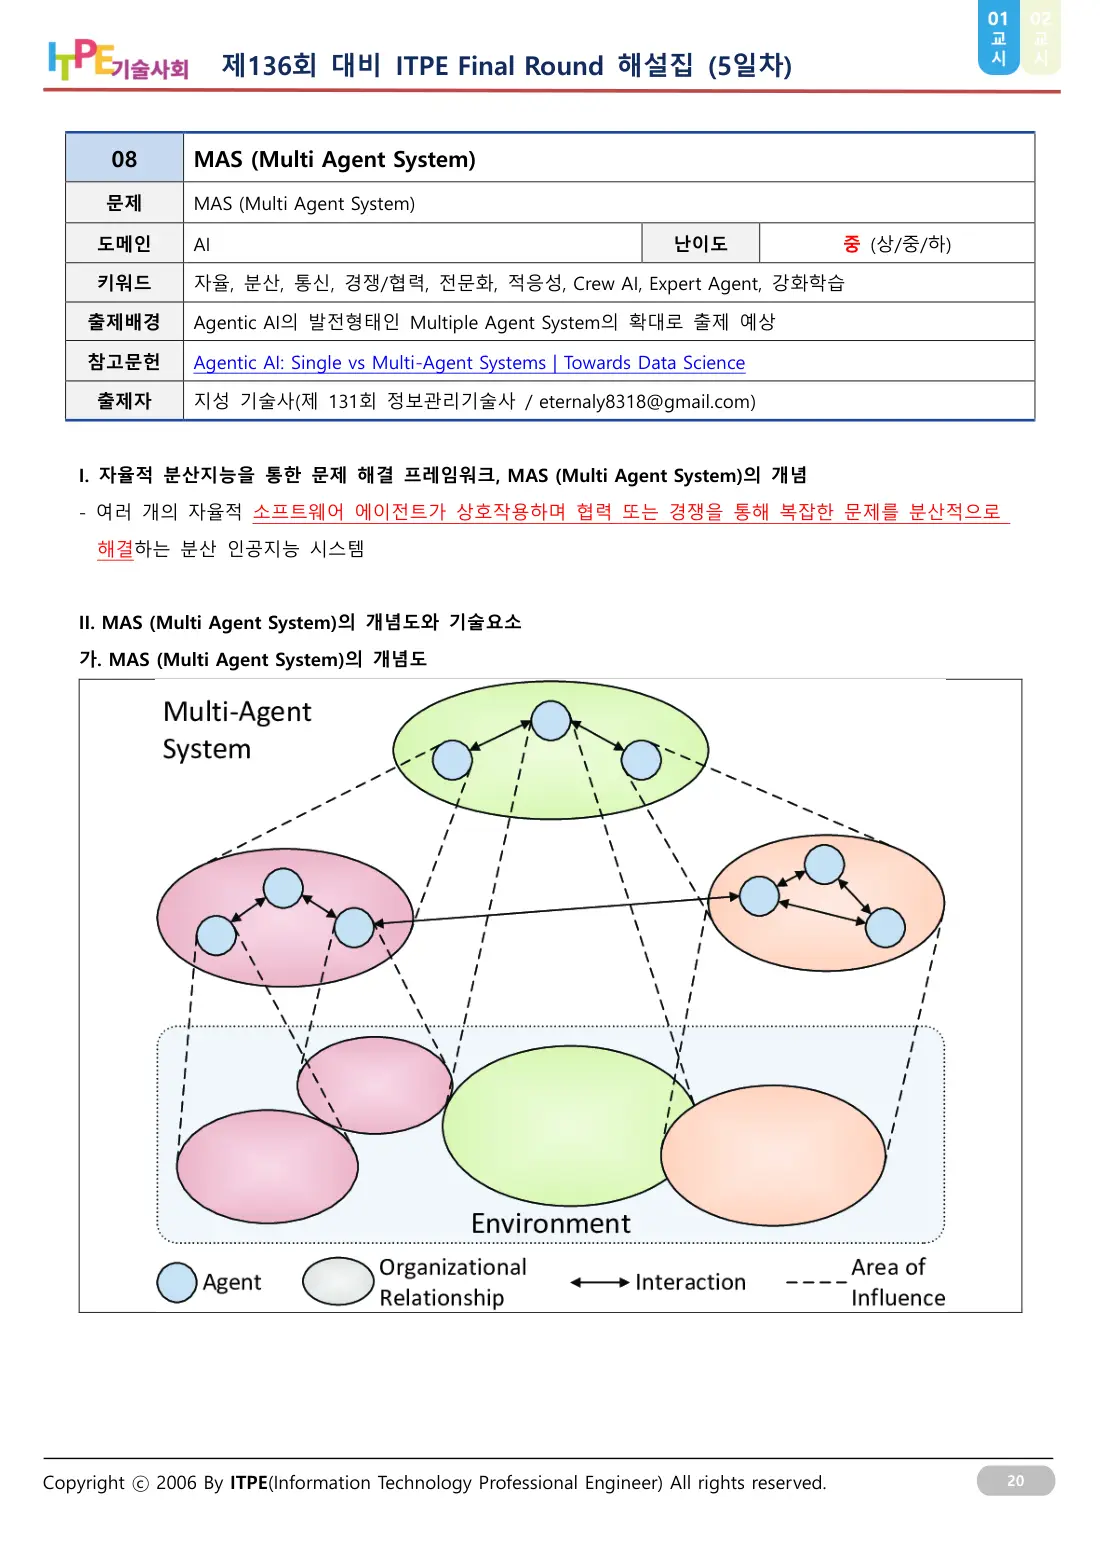 ITPE기술사회 제136회 대비 ITPE Final Round 해설집 (5일차)
01 02
교 교
시 시
08 MAS (Multi Agent System)
문제 MAS (Multi Agent System)
도메인 AI 난이도 중 (상/중/하)
키워드 자율, 분산, 통신, 경쟁/협력, 전문화, 적응성, Crew AI, Expert Agent, 강화학습
출제배경 Agentic AI의 발전형태인 Multiple Agent System의 확대로 출제 예상
참고문헌 Agentic AI: Single vs Multi-Agent Systems | Towards Data Science
출제자 지성 기술사(제 131회 정보관리기술사 / eternaly8318@gmail.com)
I. 자율적 분산지능을 통한 문제 해결 프레임워크, MAS (Multi Agent System)의 개념
- 여러 개의 자율적 소프트웨어 에이전트가 상호작용하며 협력 또는 경쟁을 통해 복잡한 문제를 분산적으로
해결하는 분산 인공지능 시스템
II. MAS (Multi Agent System)의 개념도와 기술요소
가. MAS (Multi Agent System)의 개념도
Multi-Agent
System
Environment
Agent
Organizational
Relationship
Interaction
Area of
Influence
Copyright ⓒ 2006 By ITPE(Information Technology Professional Engineer) All rights reserved.
20